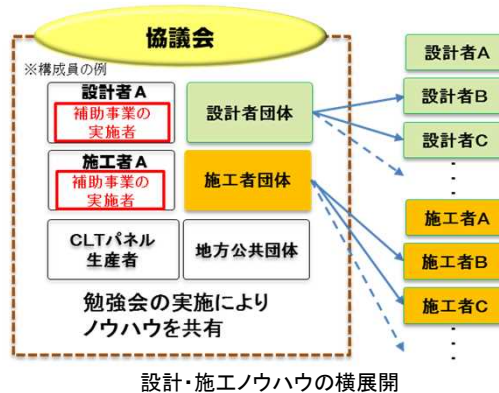 協議会
※構成員の例
設計者A
補助事業の
実施者
設計者団体
施工者A
補助事業の
実施者
施工者団体
CLTパネル
生産者
地方公共団体
勉強会の実施により
ノウハウを共有
設計者A
設計者B
設計者C
・
・
・
施工者A
施工者B
施工者C
・
・
・
設計・施工ノウハウの横展開